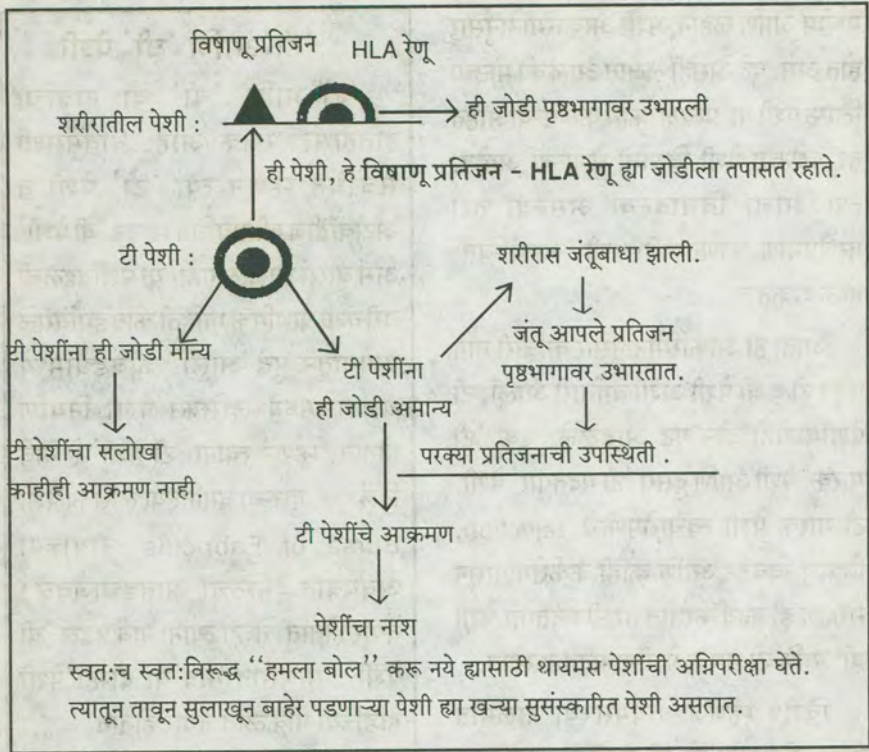 विषाणू प्रतिजन HLA रेणू
शरीरातील पेशी : ही जोडी पृष्ठभागावर उभारली
ही पेशी, हे विषाणू प्रतिजन – HLA रेणू ह्या जोडीला तपासत रहाते.
टी पेशी :
शरीरास जंतूबाधा झाली.
जंतू आपले प्रतिजन
पृष्ठभागावर उभारतात.
परक्या प्रतिजनाची उपस्थिती .
टी पेशींना ही जोडी मान्य
टी पेशींचा सलोखा
काहीही आक्रमण नाही.
टी पेशींना
ही जोडी अमान्य
टी पेशींचे आक्रमण
पेशींचा नाश
स्वत:च स्वत:विरूद्ध “हमला बोल” करू नये ह्यासाठी थायमस पेशींची अग्निपरीक्षा घेते.
त्यातून तावून सुलाखून बाहेर पडणाऱ्या पेशी ह्या खऱ्या सुसंस्कारित पेशी असतात.